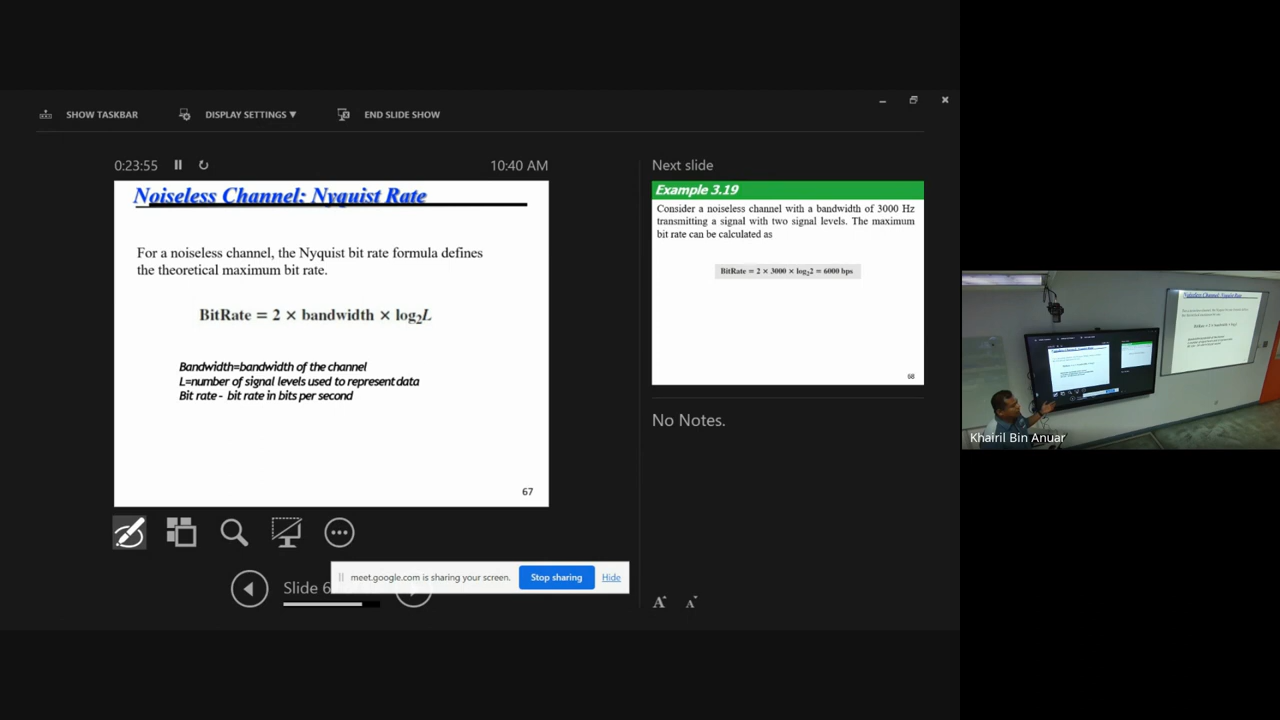 SHOW TASKBAR
DISPLAY SETTINGS ▼
END SLIDE SHOW
0:23:55
10:40 AM
Noiseless Channel: Nyquist Rate
For a noiseless channel, the Nyquist bit rate formula defines
the theoretical maximum bit rate.
BitRate = 2 × bandwidth × log₂L
Bandwidth=bandwidth of the channel
L=number of signal levels used to represent data
Bit rate - bit rate in bits per second
67
Next slide
Example 3.19
Consider a noiseless channel with a bandwidth of 3000 Hz
transmitting a signal with two signal levels. The maximum
bit rate can be calculated as
BitRate = 2 × 3000 × log₂2 = 6000 bps
68
No Notes.
Slide 6
meet.google.com is sharing your screen.
Stop sharing
Hide
A A
Noiseless Channel: Nyquist Rate
Khairil Bin Anuar